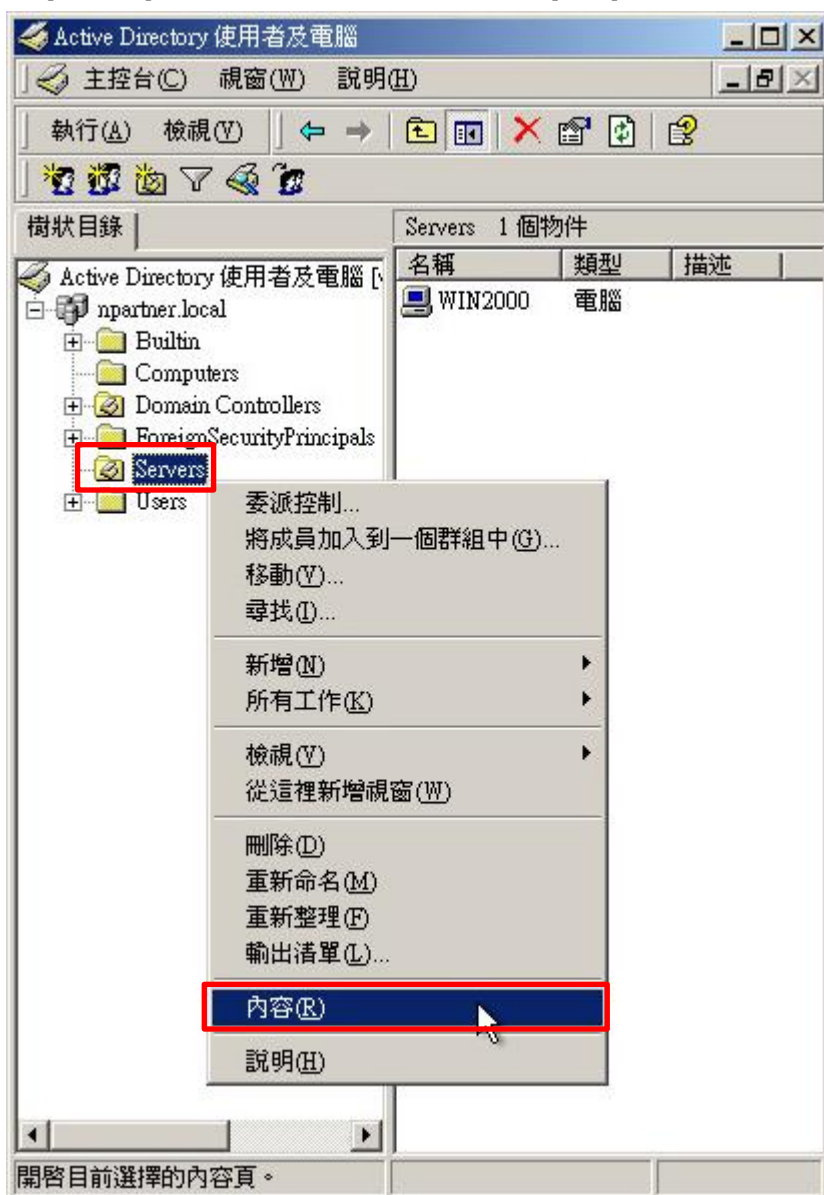 Active Directory 使用者及電腦
主控台(C) 視窗(W) 說明(H)
執行(A) 檢視(V)
樹狀目錄
Servers 1 個物件
名稱 類型 描述
Active Directory 使用者及電腦 [
WIN2000 電腦
npartner.local
Builtin
Computers
Domain Controllers
ForeignSecurityPrincipals
Servers
Users
委派控制...
將成員加入到一個群組中(G)...
移動(V)...
尋找(I)...
新增(N)
所有工作(K)
檢視(V)
從這裡新增視窗(W)
刪除(D)
重新命名(M)
重新整理(F)
輸出清單(L)...
內容(R)
說明(H)
開啟目前選擇的內容頁。